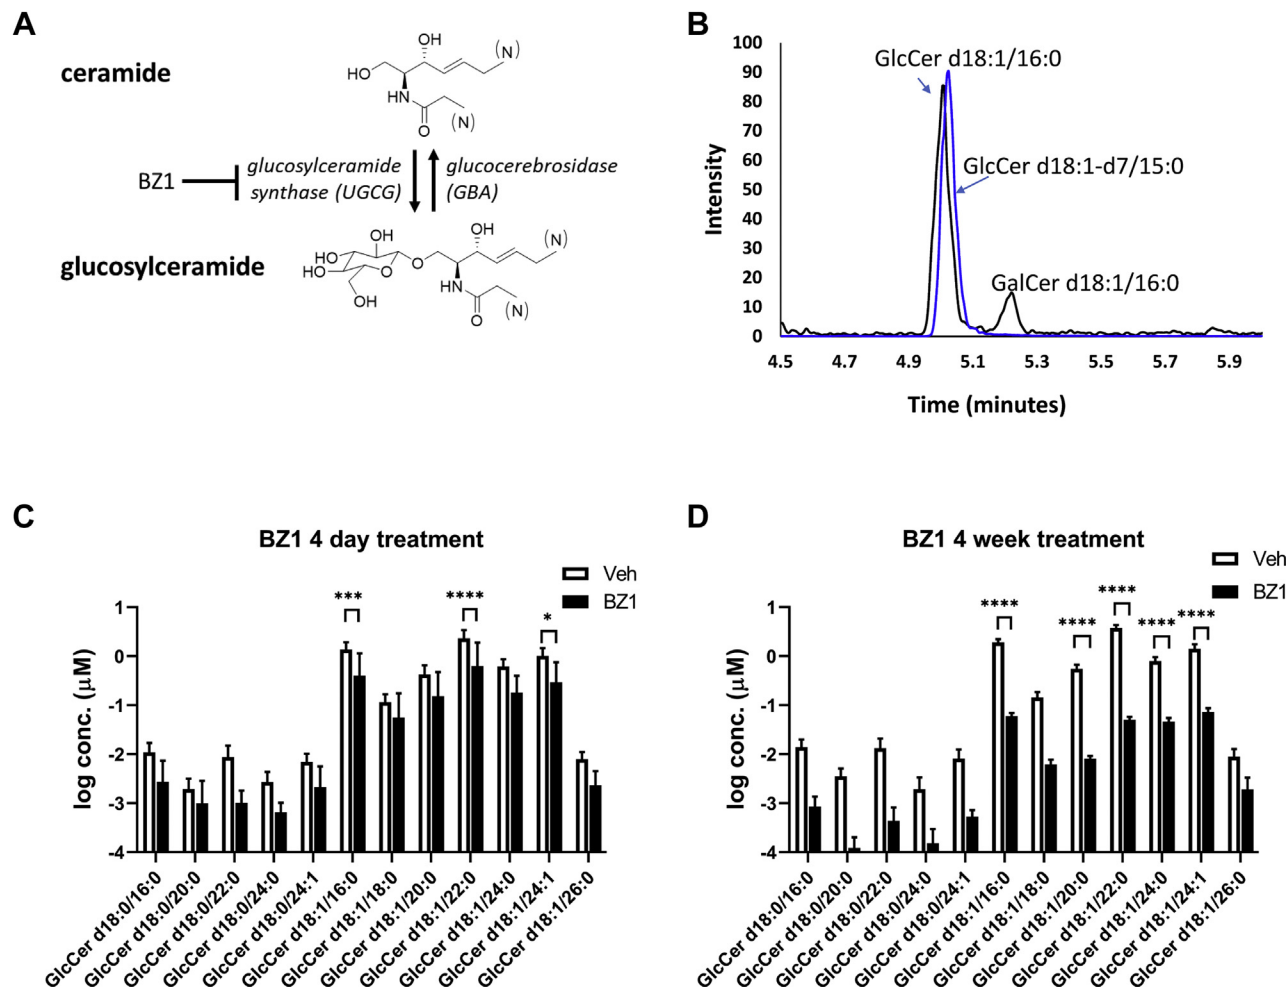 A
ceramide
OH
HO
HN
O
(N)
(N)
BZ1
glucosylceramide
synthase (UGCG)
glucocerebrosidase
(GBA)
glucosylceramide
OH
HO
HO
OH
O
O
OH
HN
O
(N)
(N)
B
100
90
80
70
60
50
40
30
20
10
0
Intensity
GlcCer d18:1/16:0
GlcCer d18:1-d7/15:0
GalCer d18:1/16:0
4.5 4.7 4.9 5.1 5.3 5.5 5.7 5.9
Time (minutes)
C
BZ1 4 day treatment
Veh
BZ1
log conc. (μM)
1
0
-1
-2
-3
-4
***
****
*
GlcCer d18:0/16:0
GlcCer d18:0/20:0
GlcCer d18:0/22:0
GlcCer d18:0/24:0
GlcCer d18:0/24:1
GlcCer d18:1/16:0
GlcCer d18:1/18:0
GlcCer d18:1/20:0
GlcCer d18:1/22:0
GlcCer d18:1/24:0
GlcCer d18:1/24:1
GlcCer d18:1/26:0
D
BZ1 4 week treatment
Veh
BZ1
log conc. (μM)
1
0
-1
-2
-3
-4
****
****
****
****
****
GlcCer d18:0/16:0
GlcCer d18:0/20:0
GlcCer d18:0/22:0
GlcCer d18:0/24:0
GlcCer d18:0/24:1
GlcCer d18:1/16:0
GlcCer d18:1/18:0
GlcCer d18:1/20:0
GlcCer d18:1/22:0
GlcCer d18:1/24:0
GlcCer d18:1/24:1
GlcCer d18:1/26:0